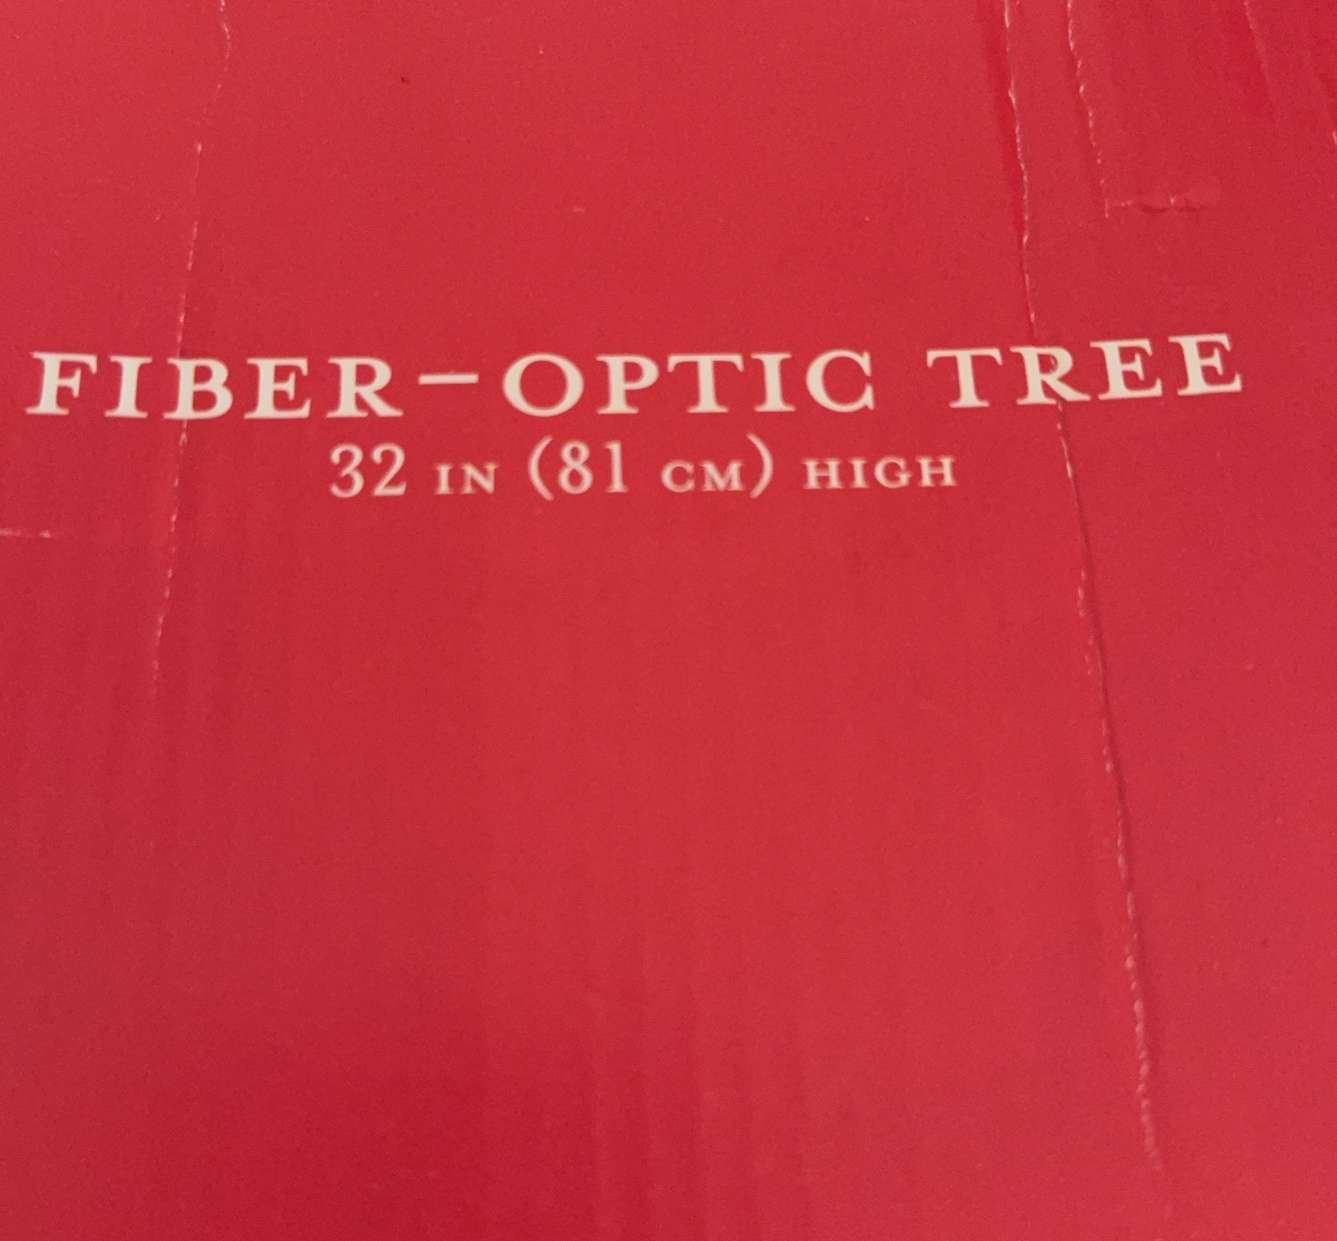 FIBER-OPTIC TREE
32 IN (81 CM) HIGH